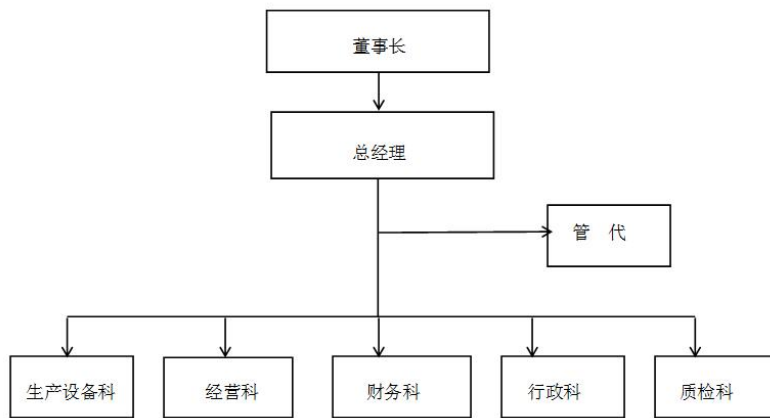 董事长
总经理
管 代
生产设备科
经营科
财务科
行政科
质检科